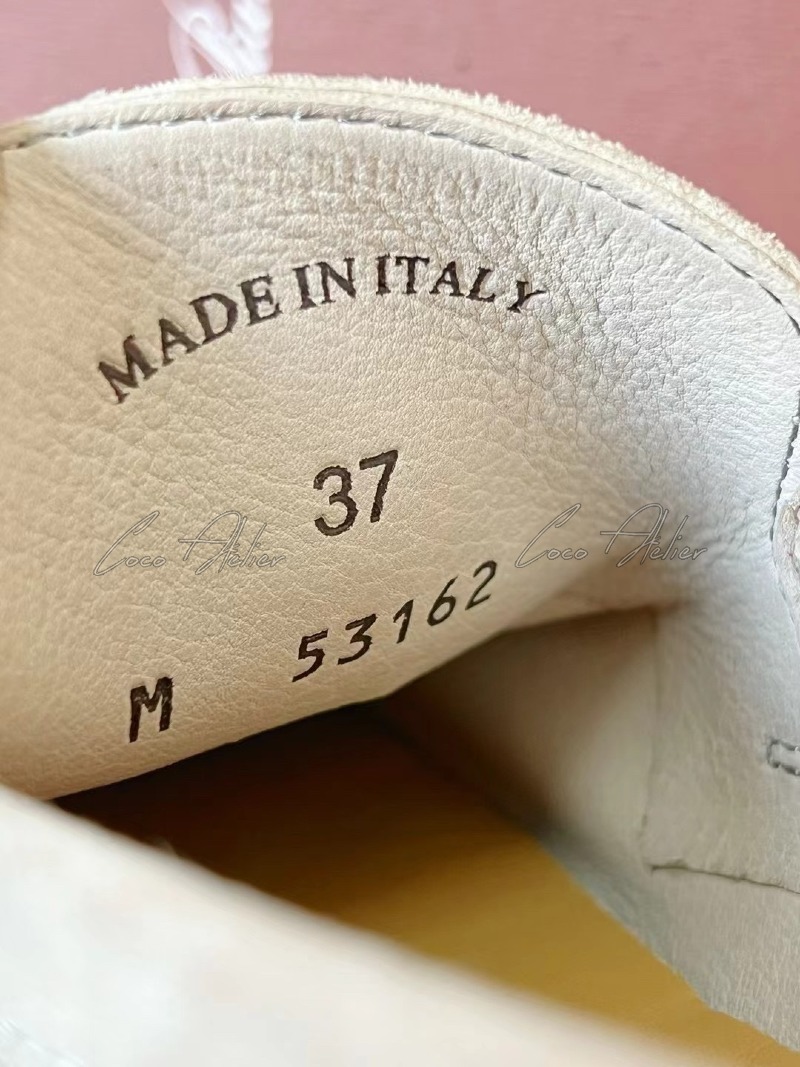 MADE IN ITALY
37
Coco Atelier Coco Atelier
53162
M